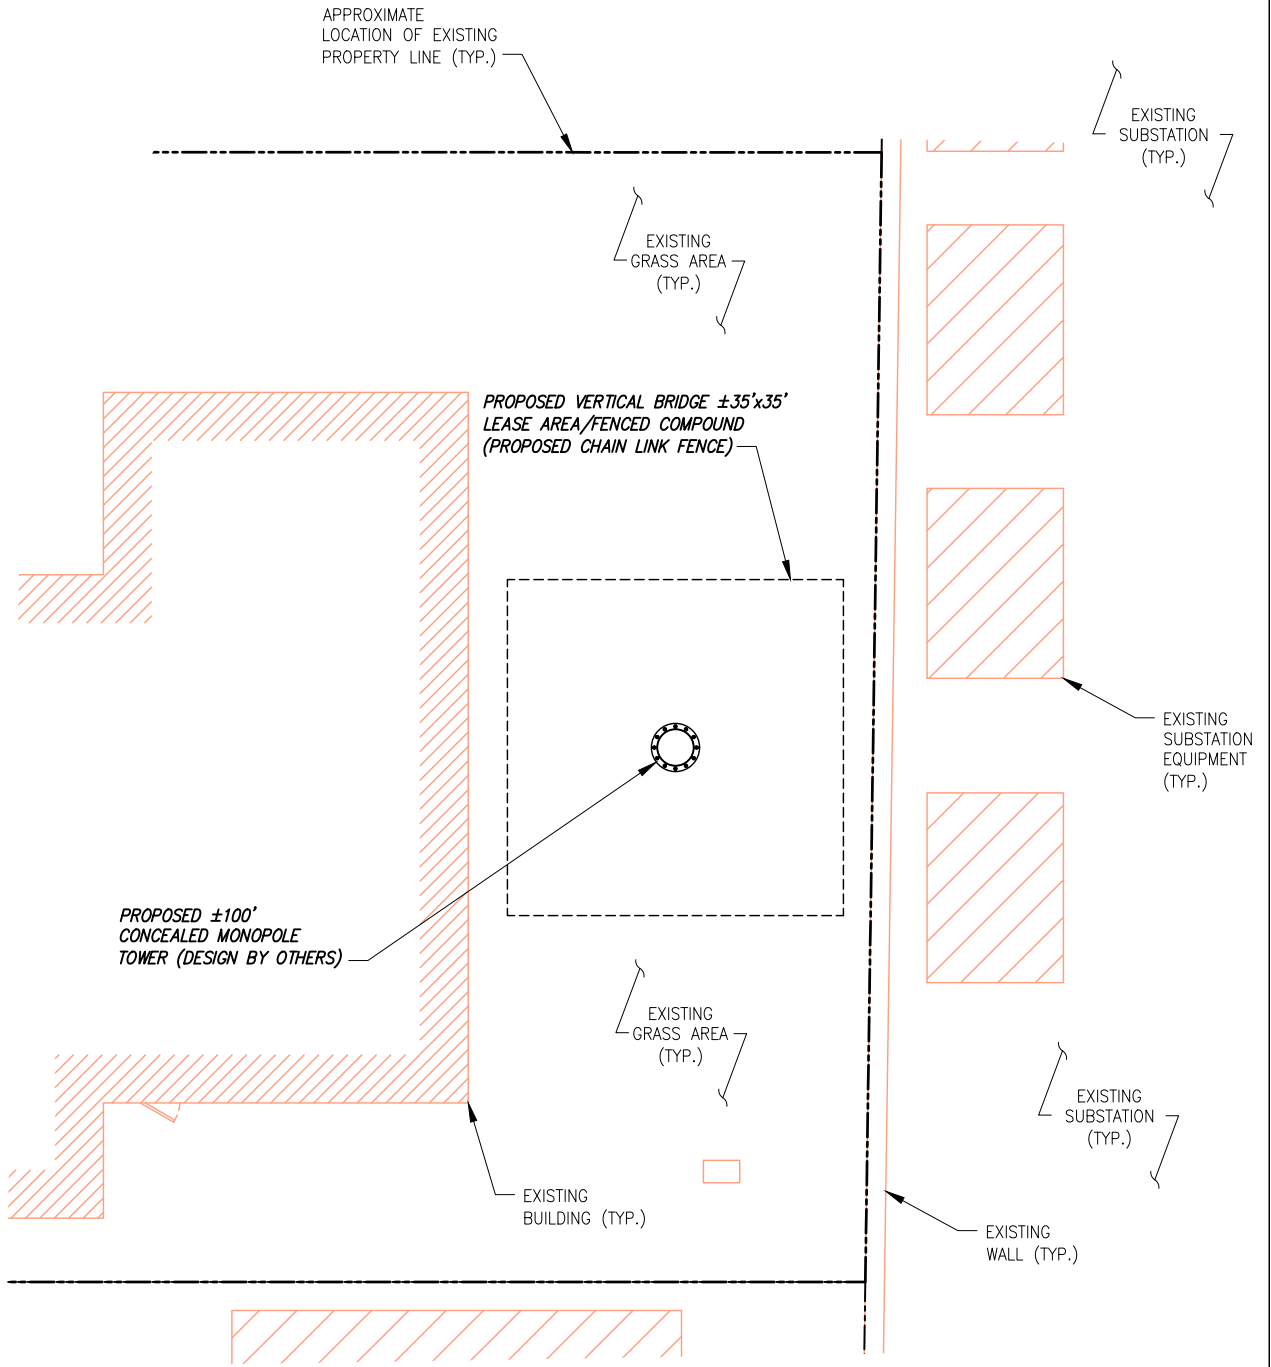 APPROXIMATE
LOCATION OF EXISTING
PROPERTY LINE (TYP.)
EXISTING
SUBSTATION
(TYP.)
EXISTING
GRASS AREA
(TYP.)
PROPOSED VERTICAL BRIDGE ±35'x35'
LEASE AREA/FENCED COMPOUND
(PROPOSED CHAIN LINK FENCE)
EXISTING
SUBSTATION
EQUIPMENT
(TYP.)
PROPOSED ±100'
CONCEALED MONOPOLE
TOWER (DESIGN BY OTHERS)
EXISTING
GRASS AREA
(TYP.)
EXISTING
SUBSTATION
(TYP.)
EXISTING
BUILDING (TYP.)
EXISTING
WALL (TYP.)